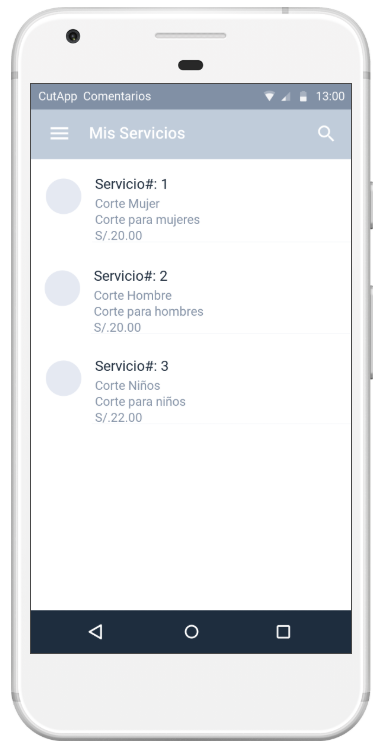 CutApp Comentarios 13:00
Mis Servicios
Servicio#: 1
Corte Mujer
Corte para mujeres
S/.20.00
Servicio#: 2
Corte Hombre
Corte para hombres
S/.20.00
Servicio#: 3
Corte Niños
Corte para niños
S/.22.00